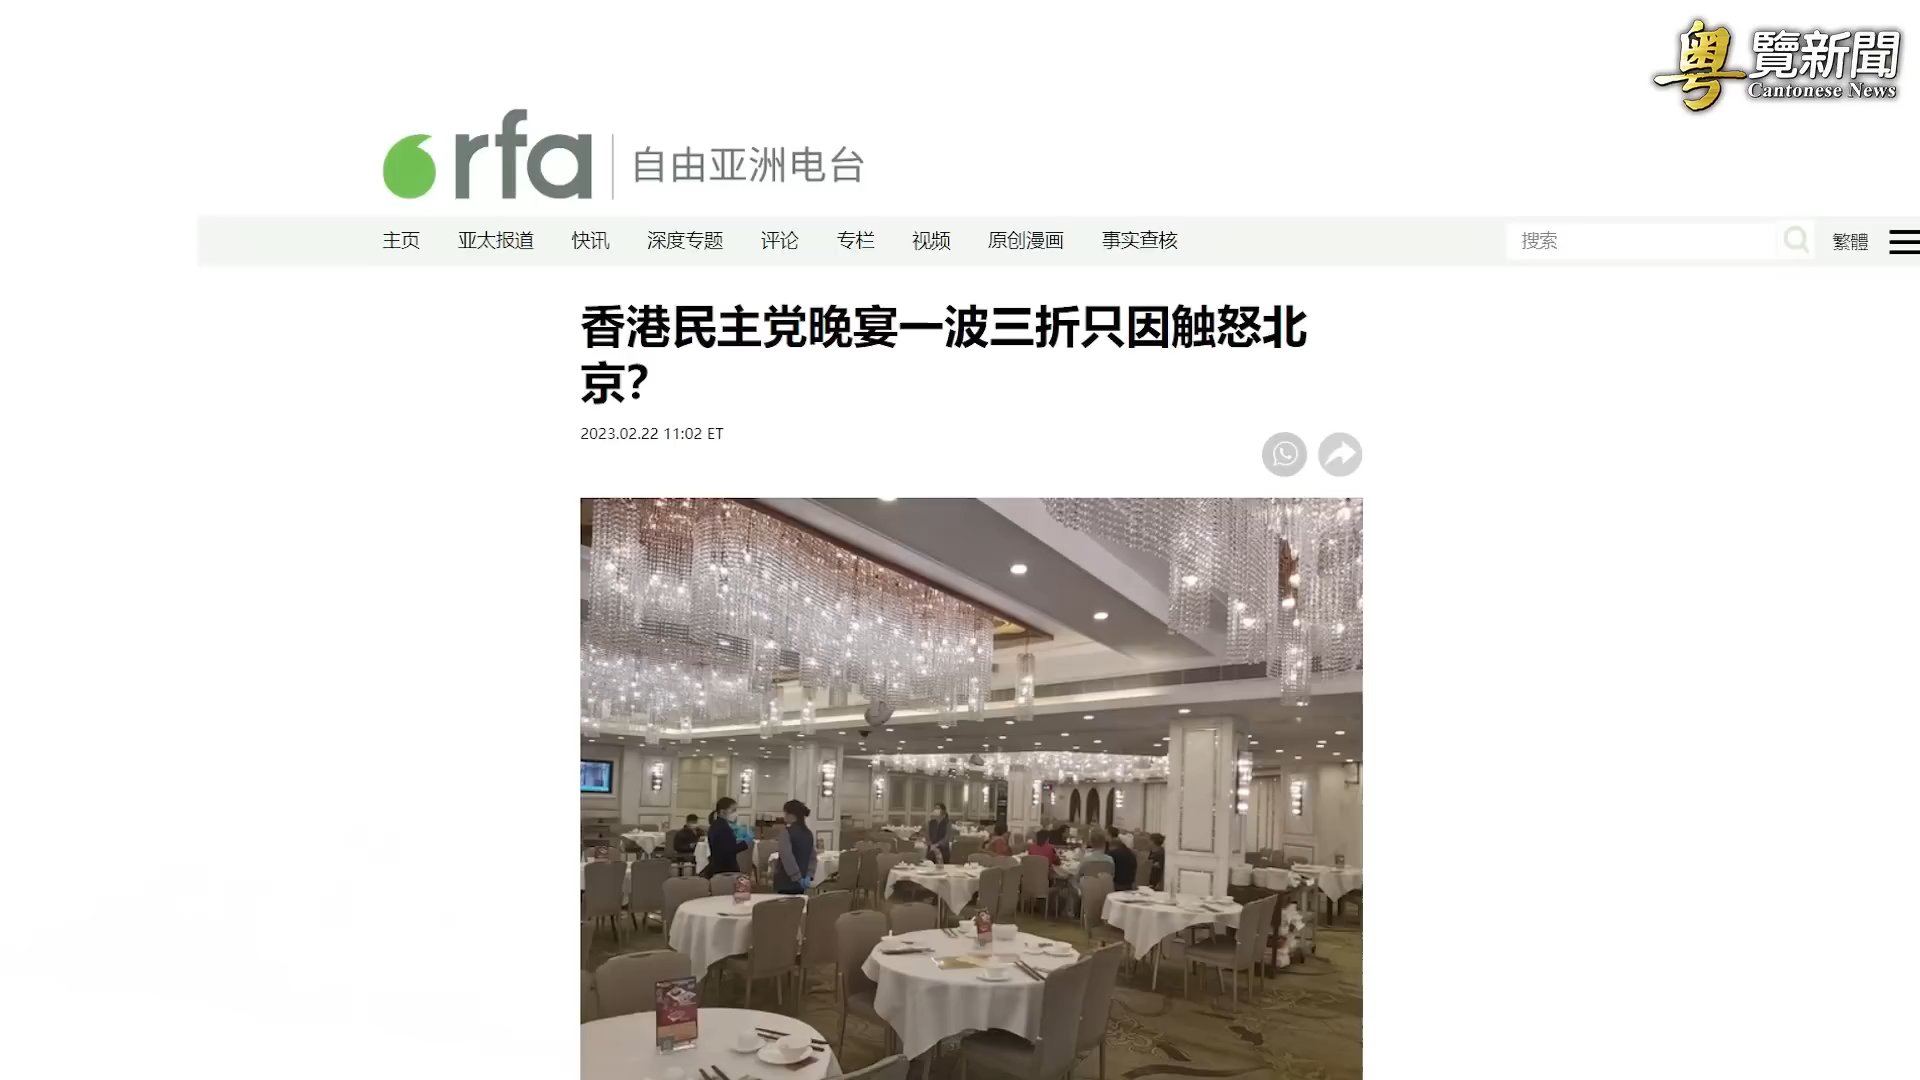 粤覽新聞
Cantonese News
rfa 自由亚洲电台
主页 亚太报道 快讯 深度专题 评论 专栏 视频 原创漫画 事实查核 搜索 繁體
香港民主党晚宴一波三折只因触怒北
京？
2023.02.22 11:02 ET